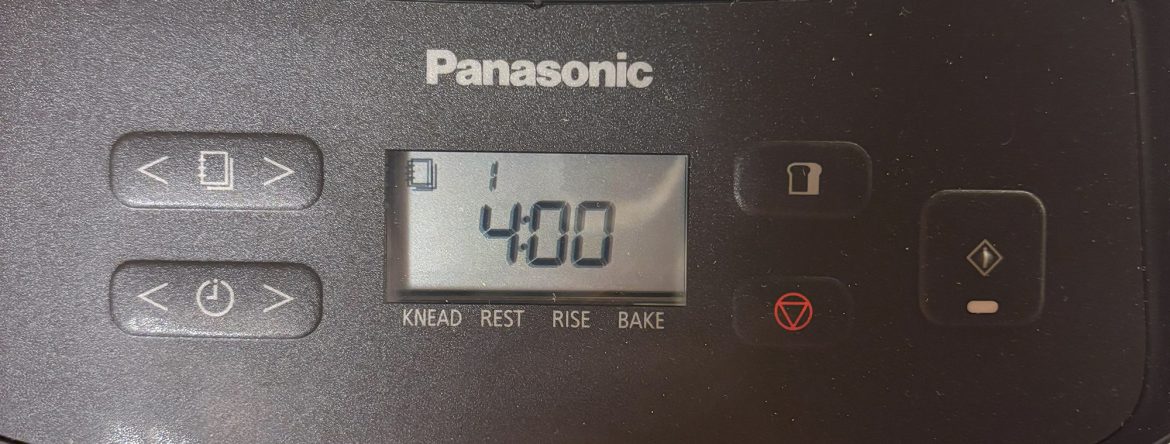 Panasonic
1
4:00
KNEAD REST RISE BAKE